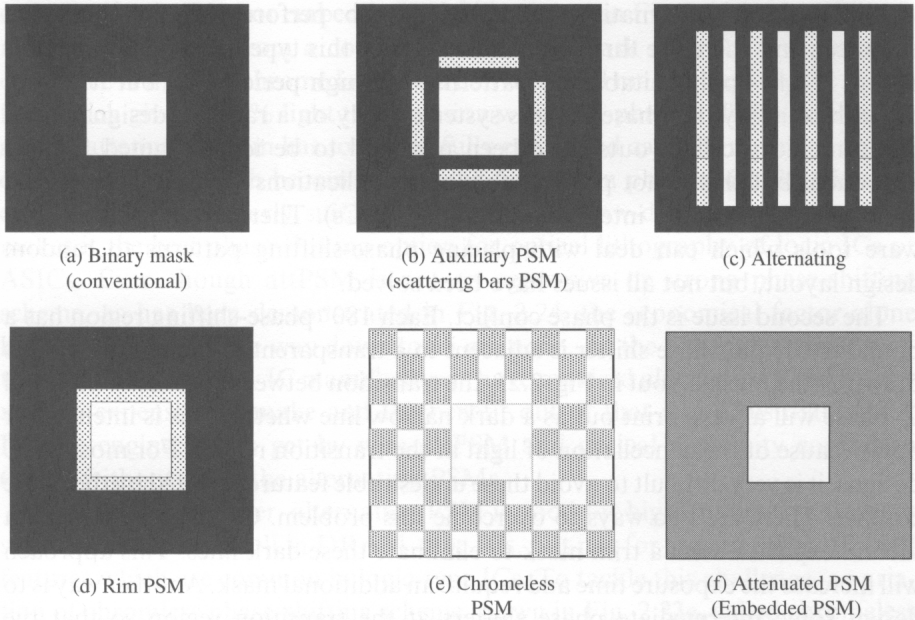 (a) Binary mask
(conventional)
(b) Auxiliary PSM
(scattering bars PSM)
(c) Alternating
(d) Rim PSM
(e) Chromeless
PSM
(f) Attenuated PSM
(Embedded PSM)